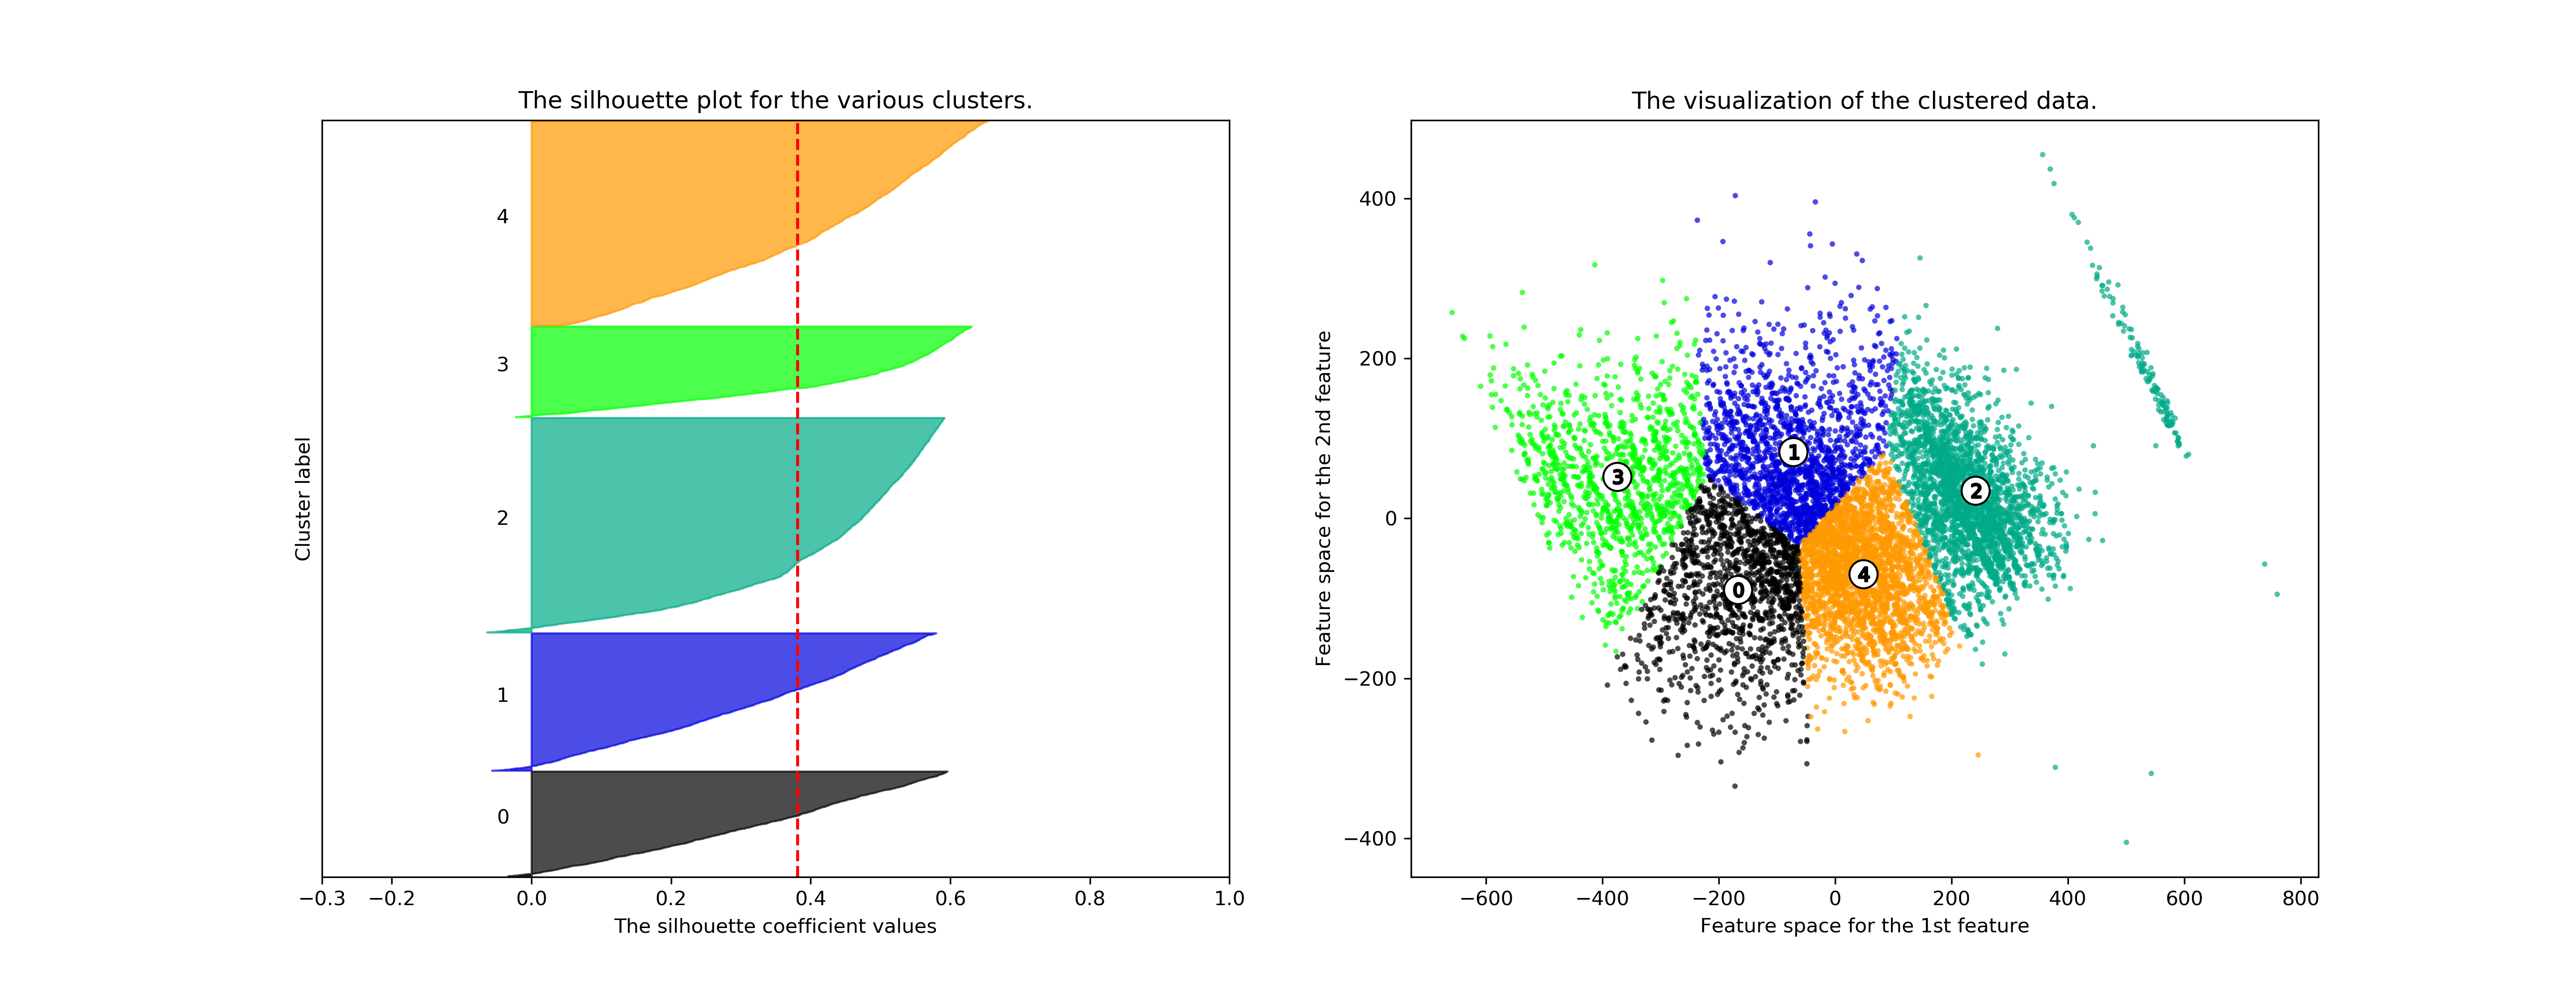 The silhouette plot for the various clusters.
Cluster label
4
3
2
1
0
−0.3 −0.2 0.0 0.2 0.4 0.6 0.8 1.0
The silhouette coefficient values
The visualization of the clustered data.
Feature space for the 2nd feature
400
200
0
−200
−400
1
3
2
4
0
−600 −400 −200 0 200 400 600 800
Feature space for the 1st feature